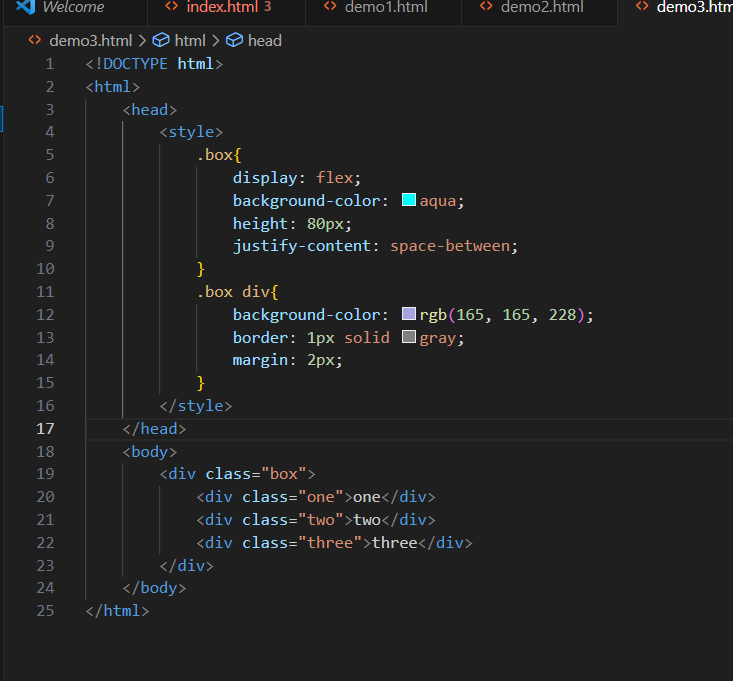 Welcome index.html 3 demo1.html demo2.html demo3.htm
demo3.html > html > head
1 <!DOCTYPE html>
2 <html>
3 <head>
4 <style>
5 .box{
6 display: flex;
7 background-color: aqua;
8 height: 80px;
9 justify-content: space-between;
10 }
11 .box div{
12 background-color: rgb(165, 165, 228);
13 border: 1px solid gray;
14 margin: 2px;
15 }
16 </style>
17 </head>
18 <body>
19 <div class="box">
20 <div class="one">one</div>
21 <div class="two">two</div>
22 <div class="three">three</div>
23 </div>
24 </body>
25 </html>